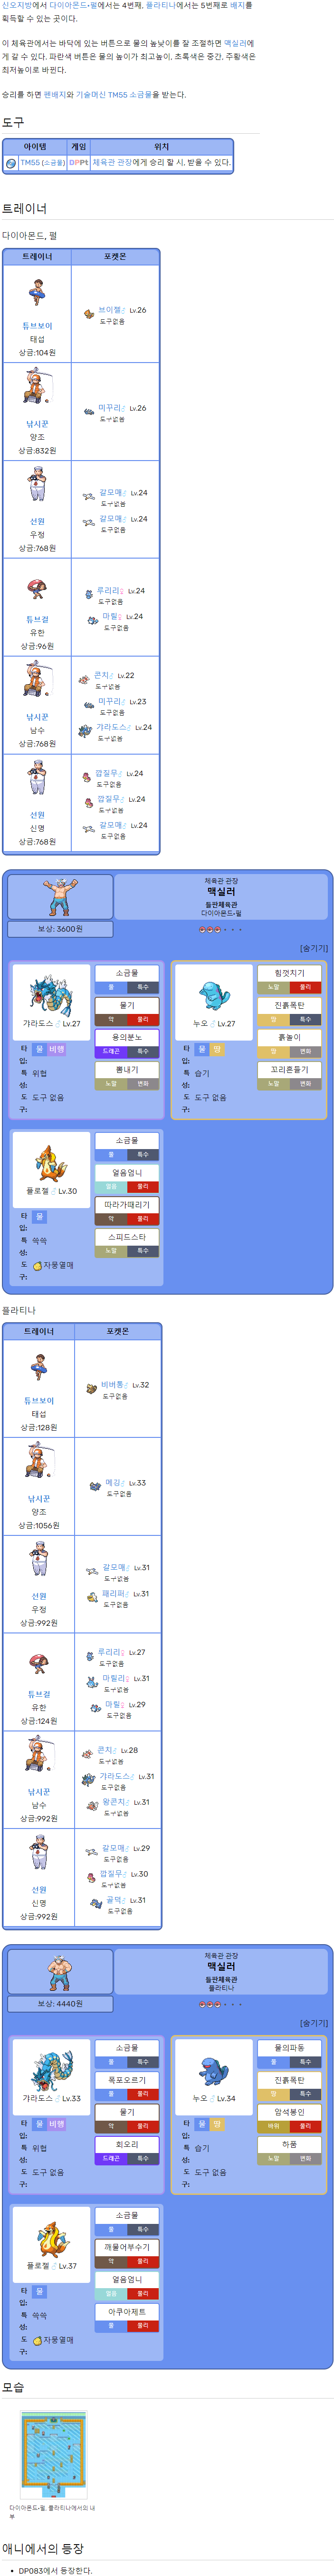 신오지방에서 다이아몬드·펄에서는 4번째, 플라티나에서는 5번째로 배지를
획득할 수 있는 곳이다.
이 체육관에서는 바닥에 있는 버튼으로 물의 높낮이를 잘 조절하면 맥실러에
게 갈 수 있다. 파란색 버튼은 물의 높이가 최고높이, 초록색은 중간, 주황색은
최저높이로 바뀐다.
승리를 하면 펜배지와 기술머신 TM55 소금물을 받는다.
도구
아이템 게임 위치
TM55 (소금물) DPPt 체육관 관장에게 승리 할 시, 받을 수 있다.
트레이너
다이아몬드, 펄
트레이너 포켓몬
튜브보이
태섭
상금:104원
브이젤♂ Lv.26
도구없음
낚시꾼
양조
상금:832원
미꾸리♂ Lv.26
도구없음
선원
우정
상금:768원
갈모매♂ Lv.24
도구없음
갈모매♂ Lv.24
도구없음
튜브걸
유한
상금:96원
루리리♀ Lv.24
도구없음
마릴♀ Lv.24
도구없음
낚시꾼
남수
상금:768원
콘치♂ Lv.22
도구없음
미꾸리♂ Lv.23
도구없음
갸라도스♂ Lv.24
도구없음
선원
신명
상금:768원
깝질무♂ Lv.24
도구없음
깝질무♂ Lv.24
도구없음
갈모매♂ Lv.24
도구없음
체육관 관장
맥실러
들판체육관
다이아몬드·펄
보상: 3600원
[숨기기]
갸라도스♂Lv.27
타입: 물 비행
특성: 위협
도구: 도구 없음
소금물
물 특수
물기
악 물리
용의분노
드래곤 특수
뽐내기
노말 변화
누오♂Lv.27
타입: 물 땅
특성: 습기
도구: 도구 없음
힘껏치기
노말 물리
진흙폭탄
땅 특수
흙놀이
땅 변화
꼬리흔들기
노말 변화
플로젤♂Lv.30
타입: 물
특성: 쓱쓱
도구: 자뭉열매
소금물
물 특수
얼음엄니
얼음 물리
따라가때리기
악 물리
스피드스타
노말 특수
플라티나
트레이너 포켓몬
튜브보이
태섭
상금:128원
비버통♂ Lv.32
도구없음
낚시꾼
양조
상금:1056원
메깅♂ Lv.33
도구없음
선원
우정
상금:992원
갈모매♂ Lv.31
도구없음
패리퍼♂ Lv.31
도구없음
튜브걸
유한
상금:124원
루리리♀ Lv.27
도구없음
마릴리♀ Lv.31
도구없음
마릴♀ Lv.29
도구없음
낚시꾼
남수
상금:992원
콘치♂ Lv.28
도구없음
갸라도스♂ Lv.31
도구없음
왕콘치♂ Lv.31
도구없음
선원
신명
상금:992원
갈모매♂ Lv.29
도구없음
깝질무♂ Lv.30
도구없음
골덕♂ Lv.31
도구없음
체육관 관장
맥실러
들판체육관
플라티나
보상: 4440원
[숨기기]
갸라도스♂Lv.33
타입: 물 비행
특성: 위협
도구: 도구 없음
소금물
물 특수
폭포오르기
물 물리
물기
악 물리
회오리
드래곤 특수
누오♂Lv.34
타입: 물 땅
특성: 습기
도구: 도구 없음
물의파동
물 특수
진흙폭탄
땅 특수
암석봉인
바위 물리
하품
노말 변화
플로젤♂Lv.37
타입: 물
특성: 쓱쓱
도구: 자뭉열매
소금물
물 특수
깨물어부수기
악 물리
얼음엄니
얼음 물리
아쿠아제트
물 물리
모습
다이아몬드·펄, 플라티나에서의 내
부
애니에서의 등장
DP083에서 등장한다.